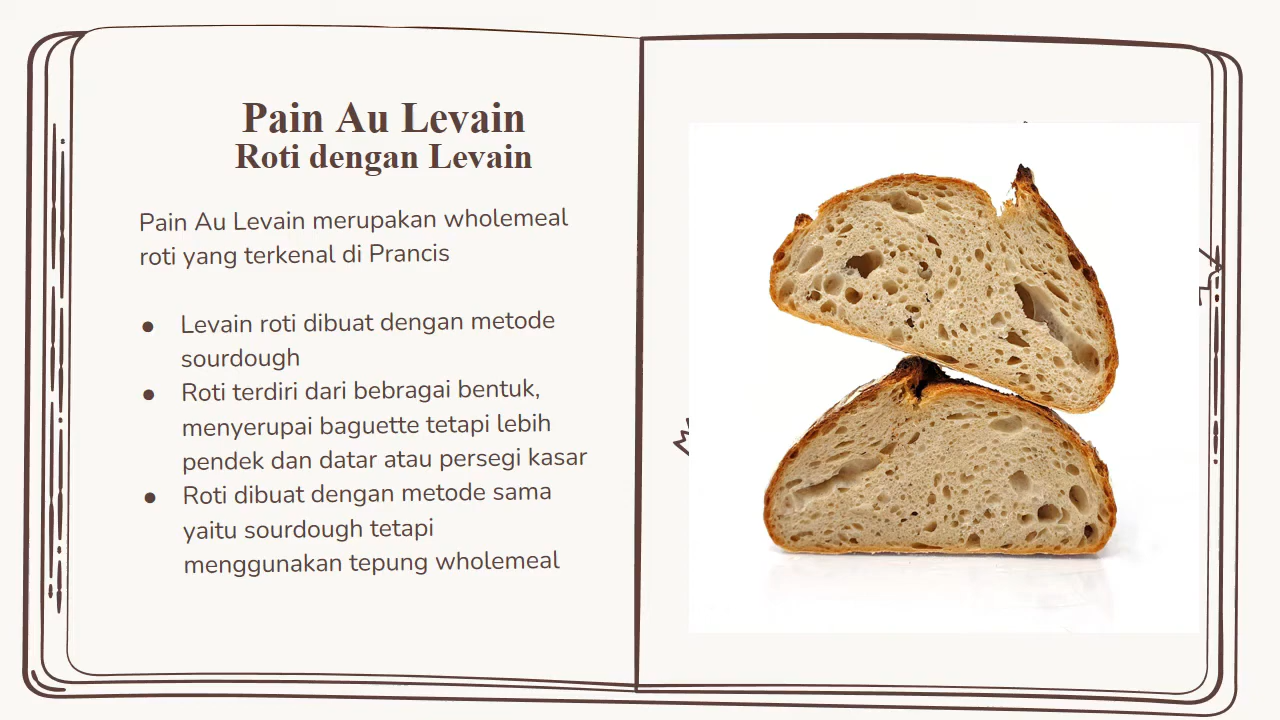 Pain Au Levain
Roti dengan Levain
Pain Au Levain merupakan wholemeal
roti yang terkenal di Prancis
● Levain roti dibuat dengan metode
sourdough
● Roti terdiri dari bebragai bentuk,
menyerupai baguette tetapi lebih
pendek dan datar atau persegi kasar
● Roti dibuat dengan metode sama
yaitu sourdough tetapi
menggunakan tepung wholemeal